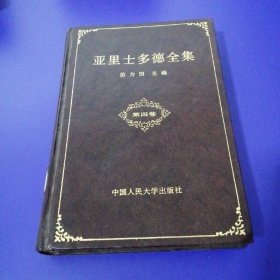 亚里士多德全集
苗力田 主编
第四卷
中国人民大学出版社